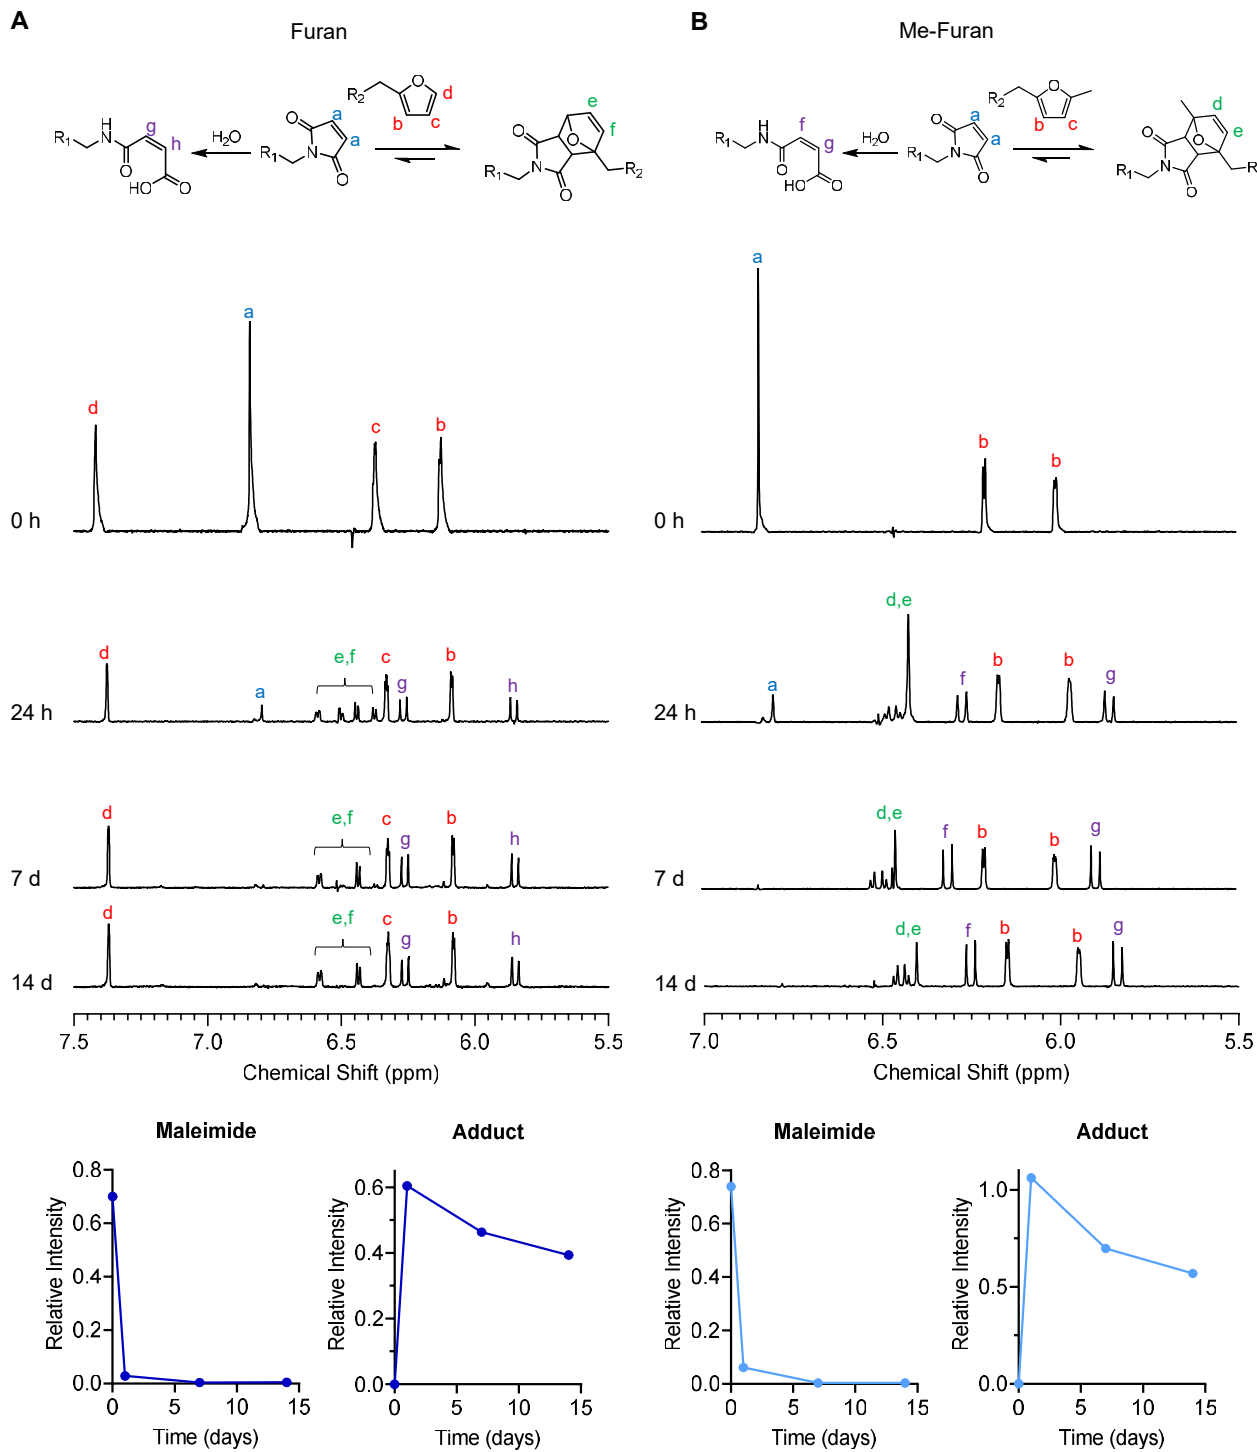 A
Furan
R2
O
d
b
c
a
a
O
O
N
R1
H2O
g
h
H
N
R1
O
HO
O
e
f
O
O
N
R1
O
R2
B
Me-Furan
R2
O
b
c
a
a
O
O
N
R1
H2O
f
g
H
N
R1
O
HO
O
d
e
O
O
N
R1
O
R
0 h
d
a
c
b
a
b
b
24 h
d
a
e,f
c
g
b
h
24 h
a
d,e
f
b
b
g
7 d
d
e,f
c
g
b
h
7 d
d,e
f
b
b
g
14 d
d
e,f
c
g
b
h
14 d
d,e
f
b
b
g
0 h
7.5 7.0 6.5 6.0 5.5
Chemical Shift (ppm)
7.0 6.5 6.0 5.5
Chemical Shift (ppm)
Maleimide
Relative Intensity
0.8
0.6
0.4
0.2
0.0
0 5 10 15
Time (days)
Adduct
Relative Intensity
0.6
0.4
0.2
0.0
0 5 10 15
Time (days)
Maleimide
Relative Intensity
0.8
0.6
0.4
0.2
0.0
0 5 10 15
Time (days)
Adduct
Relative Intensity
1.0
0.5
0.0
0 5 10 15
Time (days)